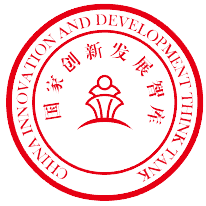 CHINA INNOVATION AND DEVELOPMENT THINK TANK
国家创新发展智库